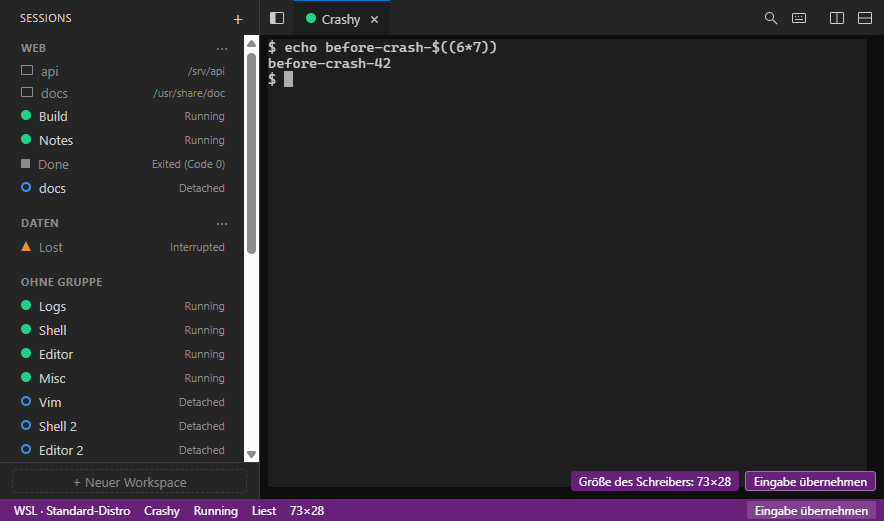 SESSIONS +
Crashy ×
WEB ...
api /srv/api
docs /usr/share/doc
Build Running
Notes Running
Done Exited (Code 0)
docs Detached
DATEN ...
Lost Interrupted
OHNE GRUPPE
Logs Running
Shell Running
Editor Running
Misc Running
Vim Detached
Shell 2 Detached
Editor 2 Detached
+ Neuer Workspace
$ echo before-crash-$((6*7))
before-crash-42
$
Größe des Schreibers: 73×28 Eingabe übernehmen
WSL · Standard-Distro Crashy Running Liest 73×28 Eingabe übernehmen